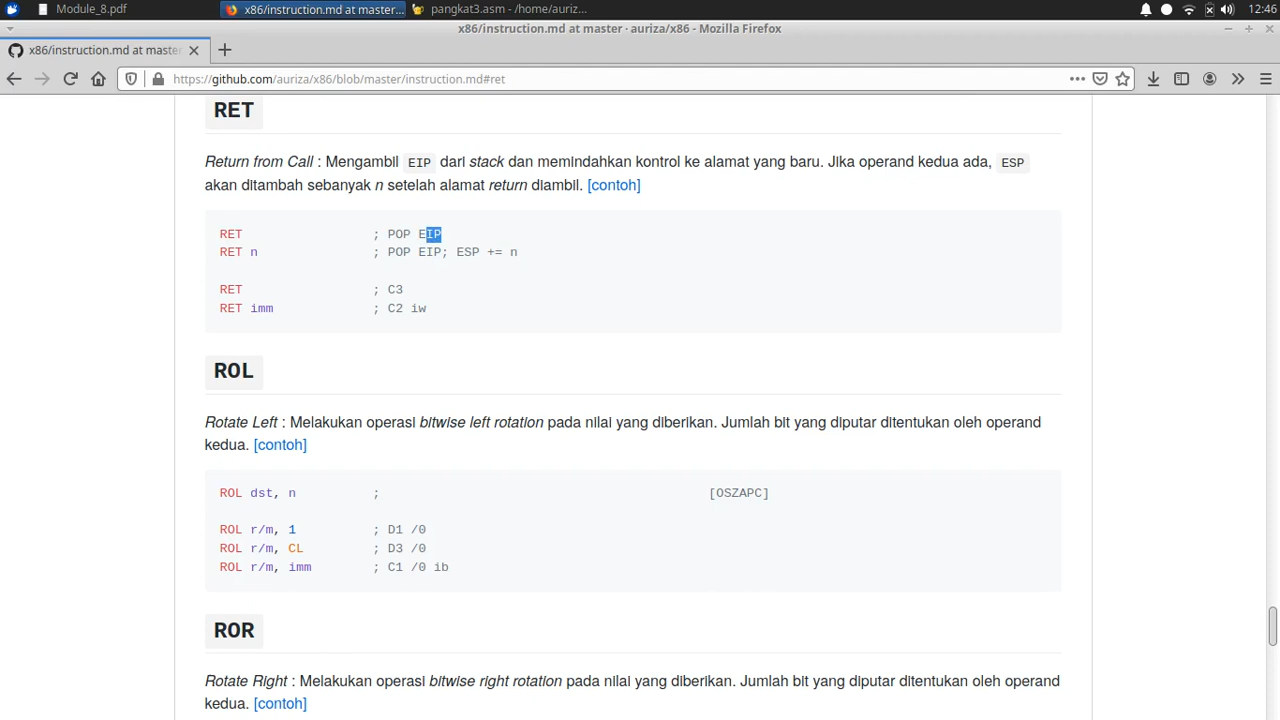 Module_8.pdf
x86/instruction.md at master...
pangkat3.asm - /home/auriz...
12:46
x86/instruction.md at master · auriza/x86 - Mozilla Firefox
x86/instruction.md at master
https://github.com/auriza/x86/blob/master/instruction.md#ret
RET
Return from Call : Mengambil EIP dari stack dan memindahkan kontrol ke alamat yang baru. Jika operand kedua ada, ESP
akan ditambah sebanyak n setelah alamat return diambil. [contoh]
RET ; POP EIP
RET n ; POP EIP; ESP += n
RET ; C3
RET imm ; C2 iw
ROL
Rotate Left : Melakukan operasi bitwise left rotation pada nilai yang diberikan. Jumlah bit yang diputar ditentukan oleh operand
kedua. [contoh]
ROL dst, n ; [OSZAPC]
ROL r/m, 1 ; D1 /0
ROL r/m, CL ; D3 /0
ROL r/m, imm ; C1 /0 ib
ROR
Rotate Right : Melakukan operasi bitwise right rotation pada nilai yang diberikan. Jumlah bit yang diputar ditentukan oleh operand
kedua. [contoh]